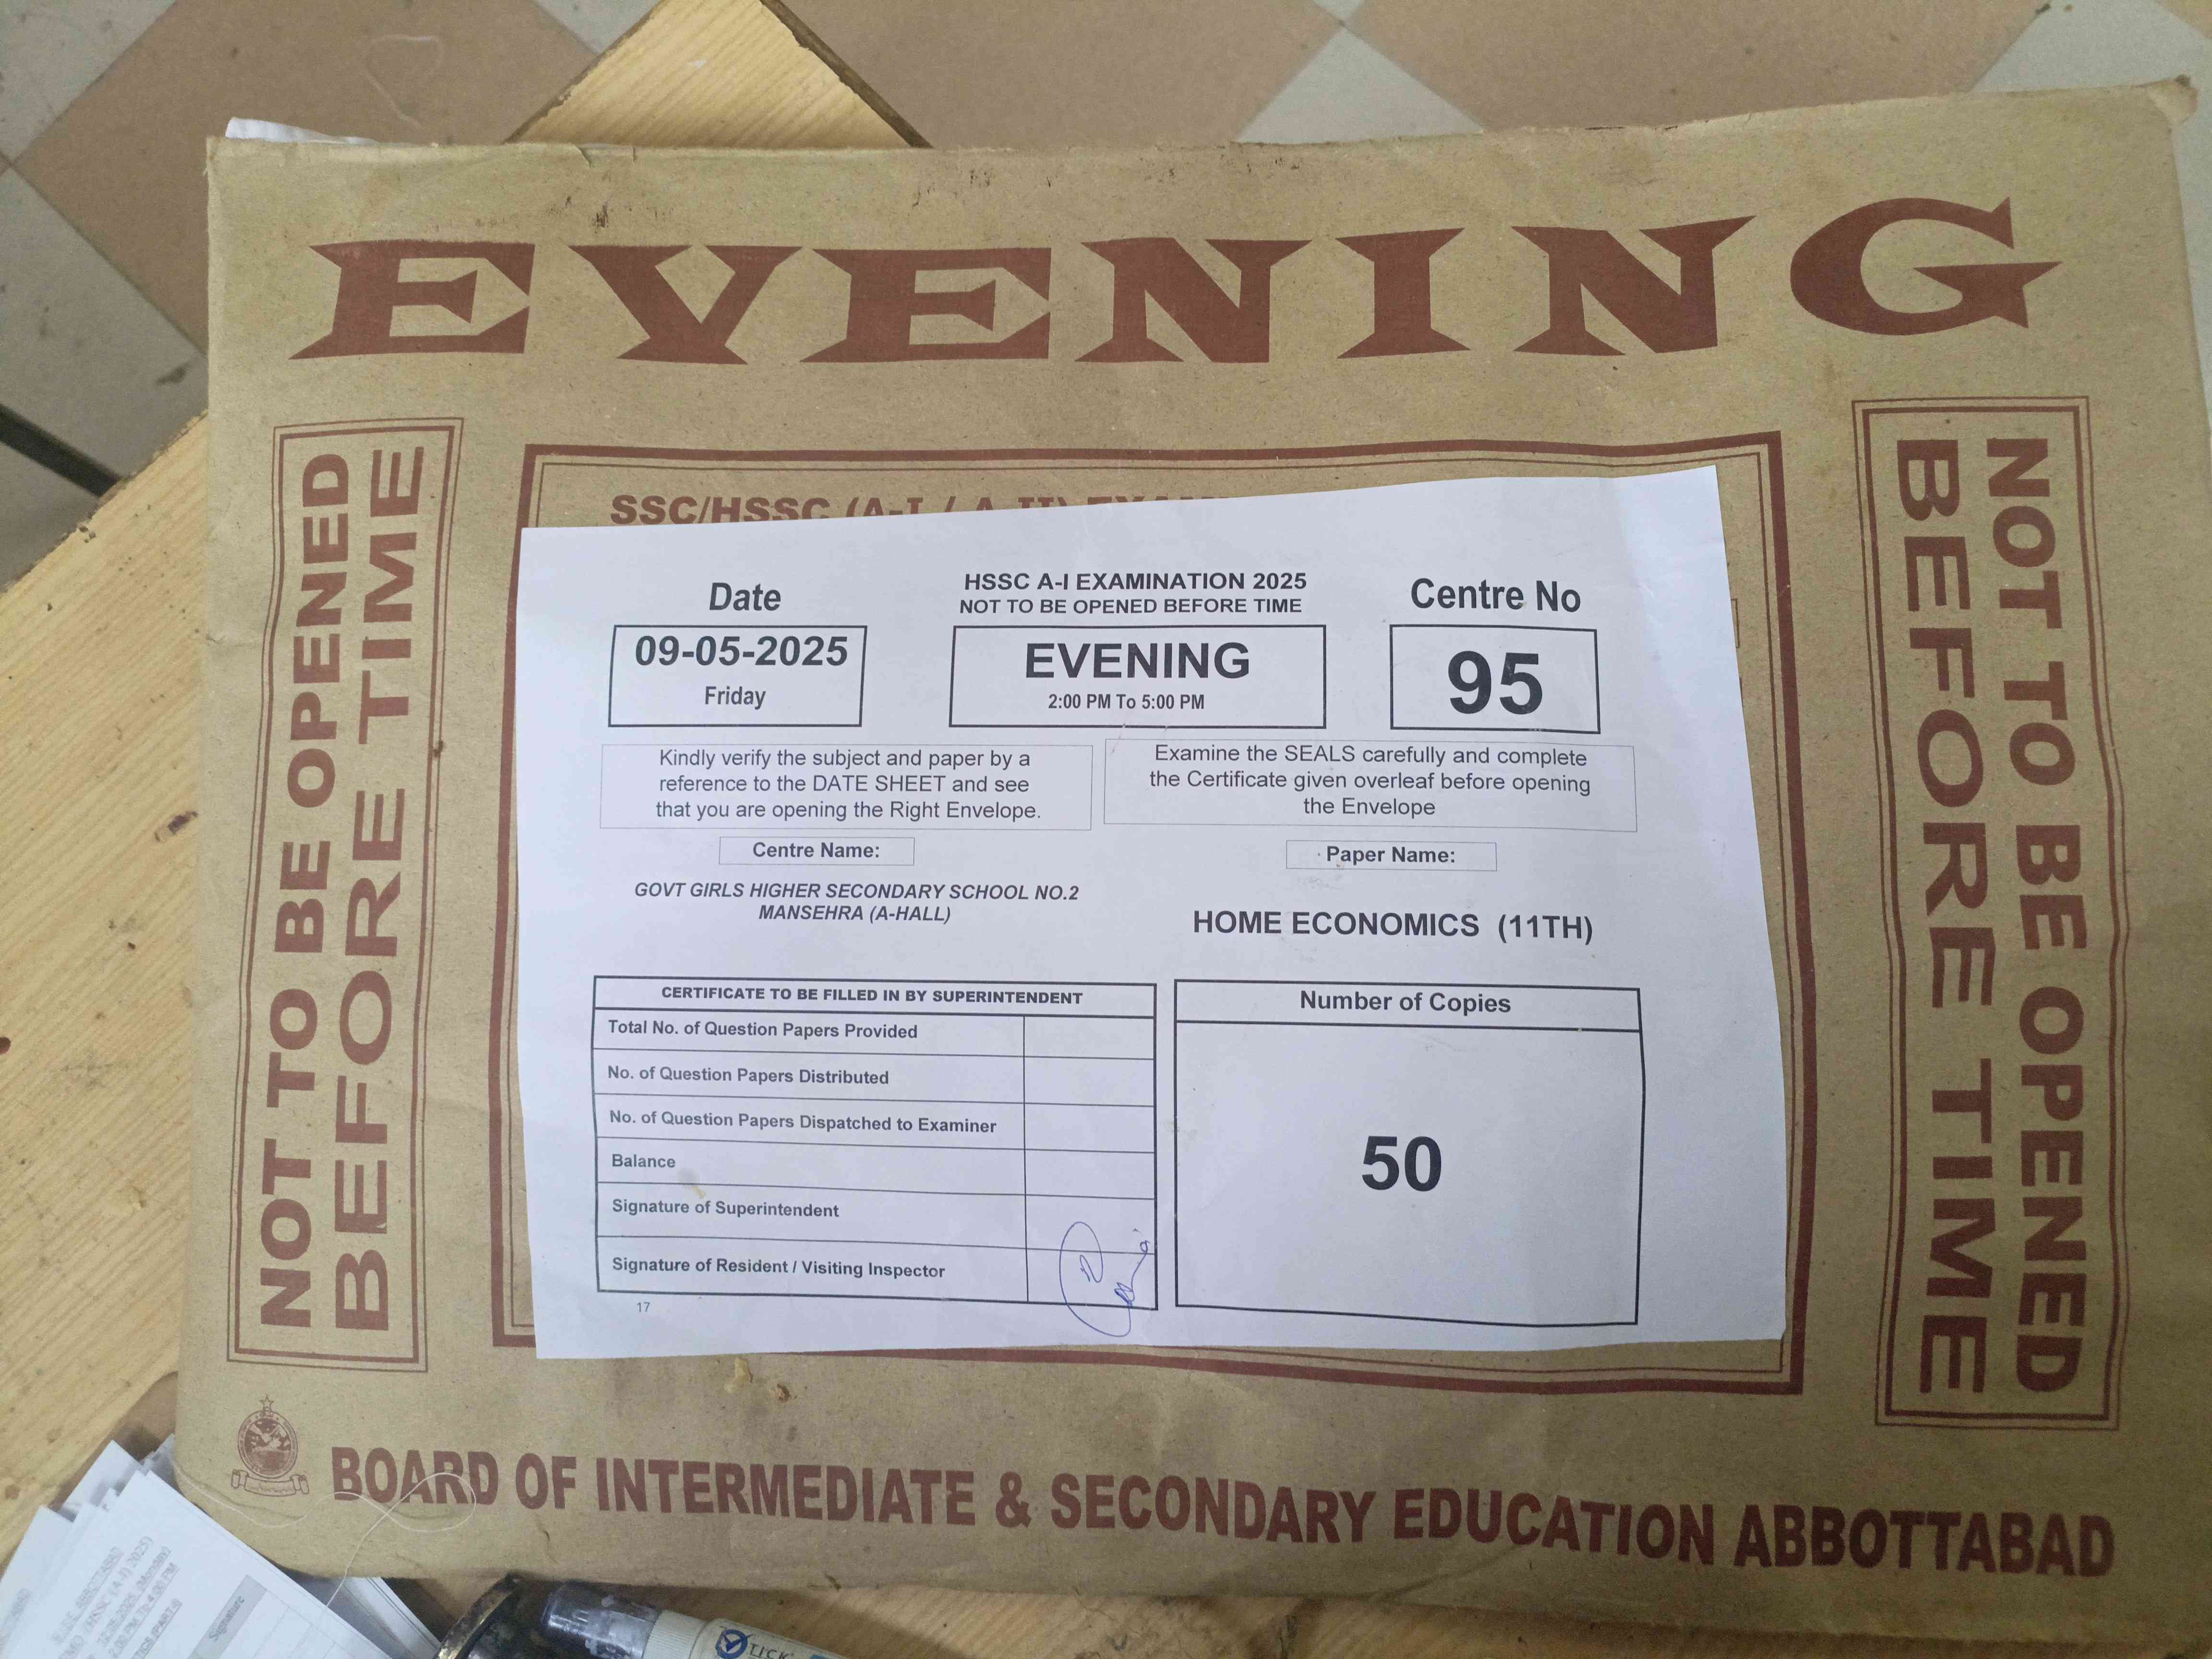 EVENING
NOT TO BE OPENED
BEFORE TIME
SSC/HSSC (A-I / A-II)
Date
09-05-2025
Friday
HSSC A-I EXAMINATION 2025
NOT TO BE OPENED BEFORE TIME
EVENING
2:00 PM To 5:00 PM
Centre No
95
Kindly verify the subject and paper by a
reference to the DATE SHEET and see
that you are opening the Right Envelope.
Examine the SEALS carefully and complete
the Certificate given overleaf before opening
the Envelope
Centre Name:
GOVT GIRLS HIGHER SECONDARY SCHOOL NO.2
MANSEHRA (A-HALL)
Paper Name:
HOME ECONOMICS (11TH)
CERTIFICATE TO BE FILLED IN BY SUPERINTENDENT
Total No. of Question Papers Provided
No. of Question Papers Distributed
No. of Question Papers Dispatched to Examiner
Balance
Signature of Superintendent
Signature of Resident / Visiting Inspector
17
Number of Copies
50
NOT TO BE OPENED
BEFORE TIME
BOARD OF INTERMEDIATE & SECONDARY EDUCATION ABBOTTABAD
ABBOTTABAD
(HSSC (A-I) 2025)
(Monday)
Signature
TICK